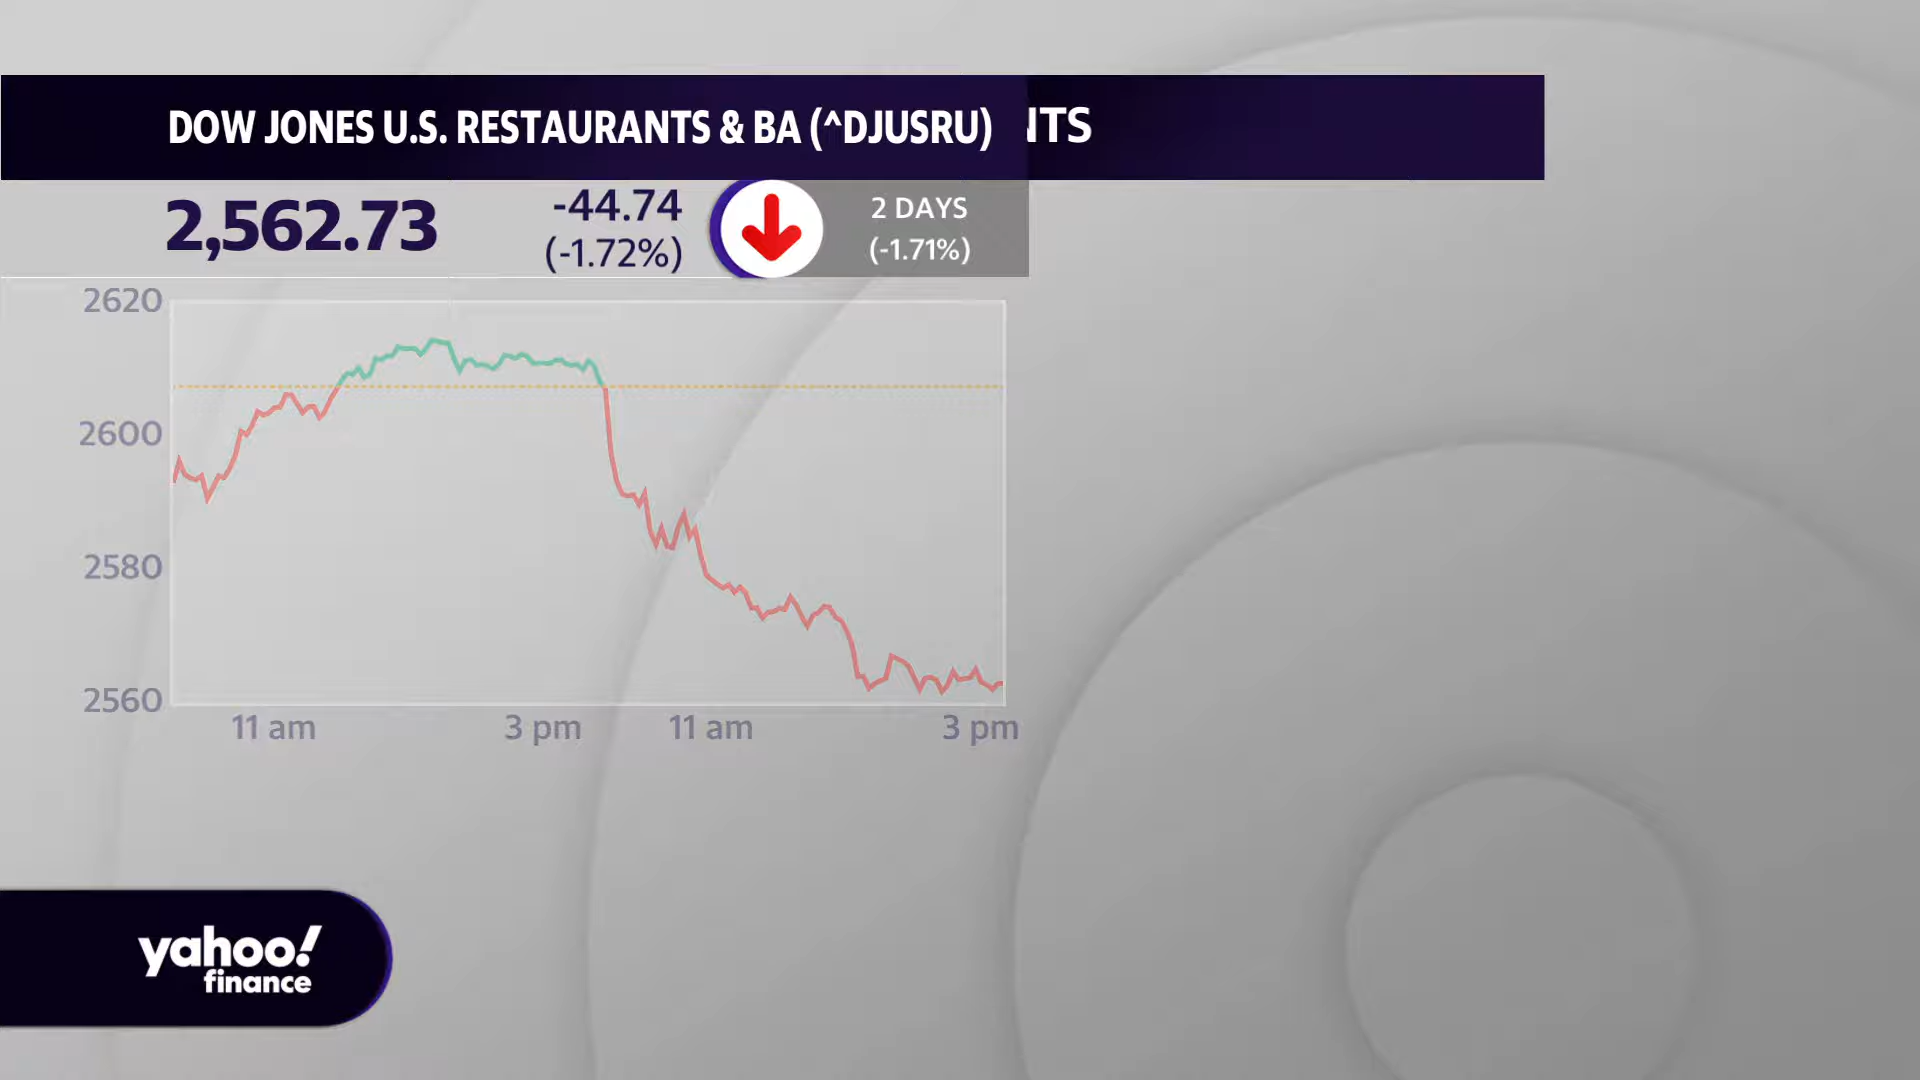 DOW JONES U.S. RESTAURANTS & BA (^DJUSRU)
NTS
2,562.73
-44.74
(-1.72%)
2 DAYS
(-1.71%)
2620
2600
2580
2560
11 am 3 pm 11 am 3 pm
yahoo!
finance